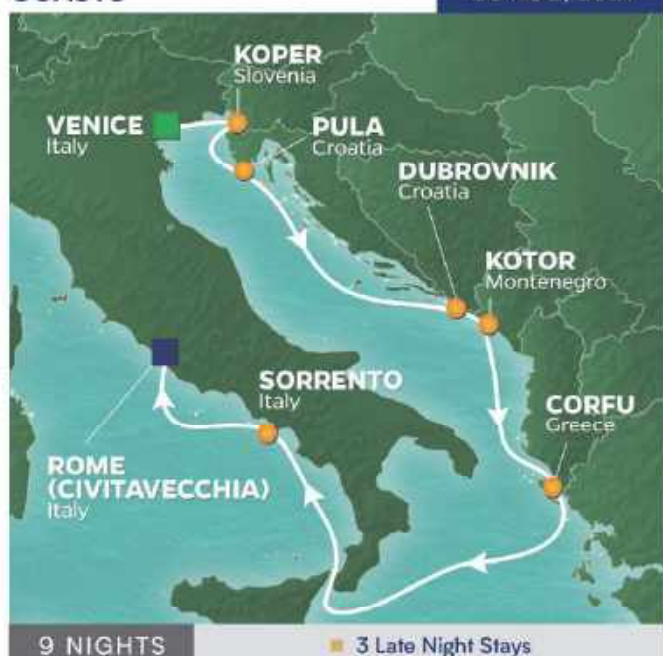 KOPER
Slovenia
VENICE
Italy
PULA
Croatia
DUBROVNIK
Croatia
KOTOR
Montenegro
SORRENTO
Italy
CORFU
Greece
ROME
(CIVITAVECCHIA)
Italy
9 NIGHTS
3 Late Night Stays